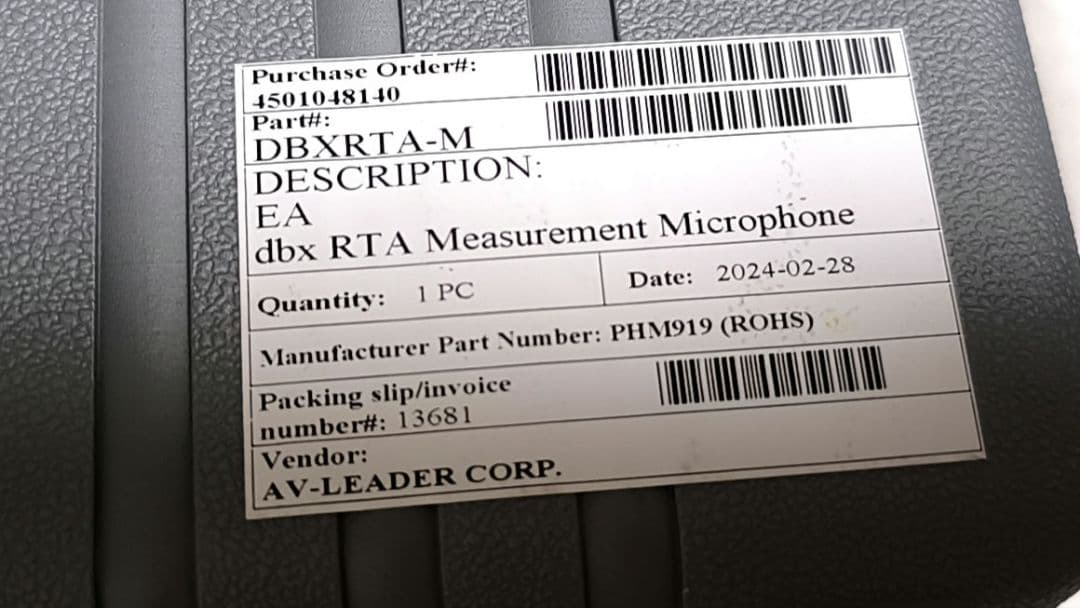 Purchase Order#:
4501048140
Part#:
DBXRTA-M
DESCRIPTION:
EA
dbx RTA Measurement Microphone
Quantity: 1 PC
Date: 2024-02-28
Manufacturer Part Number: PHM919 (ROHS)
Packing slip/invoice
number#: 13681
Vendor:
AV-LEADER CORP.